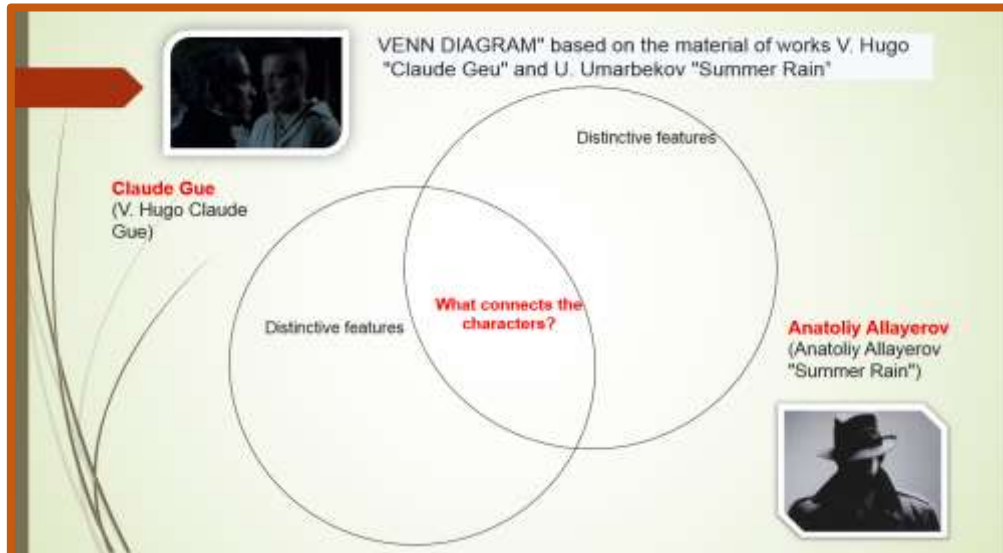 VENN DIAGRAM" based on the material of works V. Hugo
"Claude Geu" and U. Umarbekov "Summer Rain"
Distinctive features
Claude Gue
(V. Hugo Claude
Gue)
What connects the
characters?
Distinctive features
Anatoliy Allayerov
(Anatoliy Allayerov
"Summer Rain")